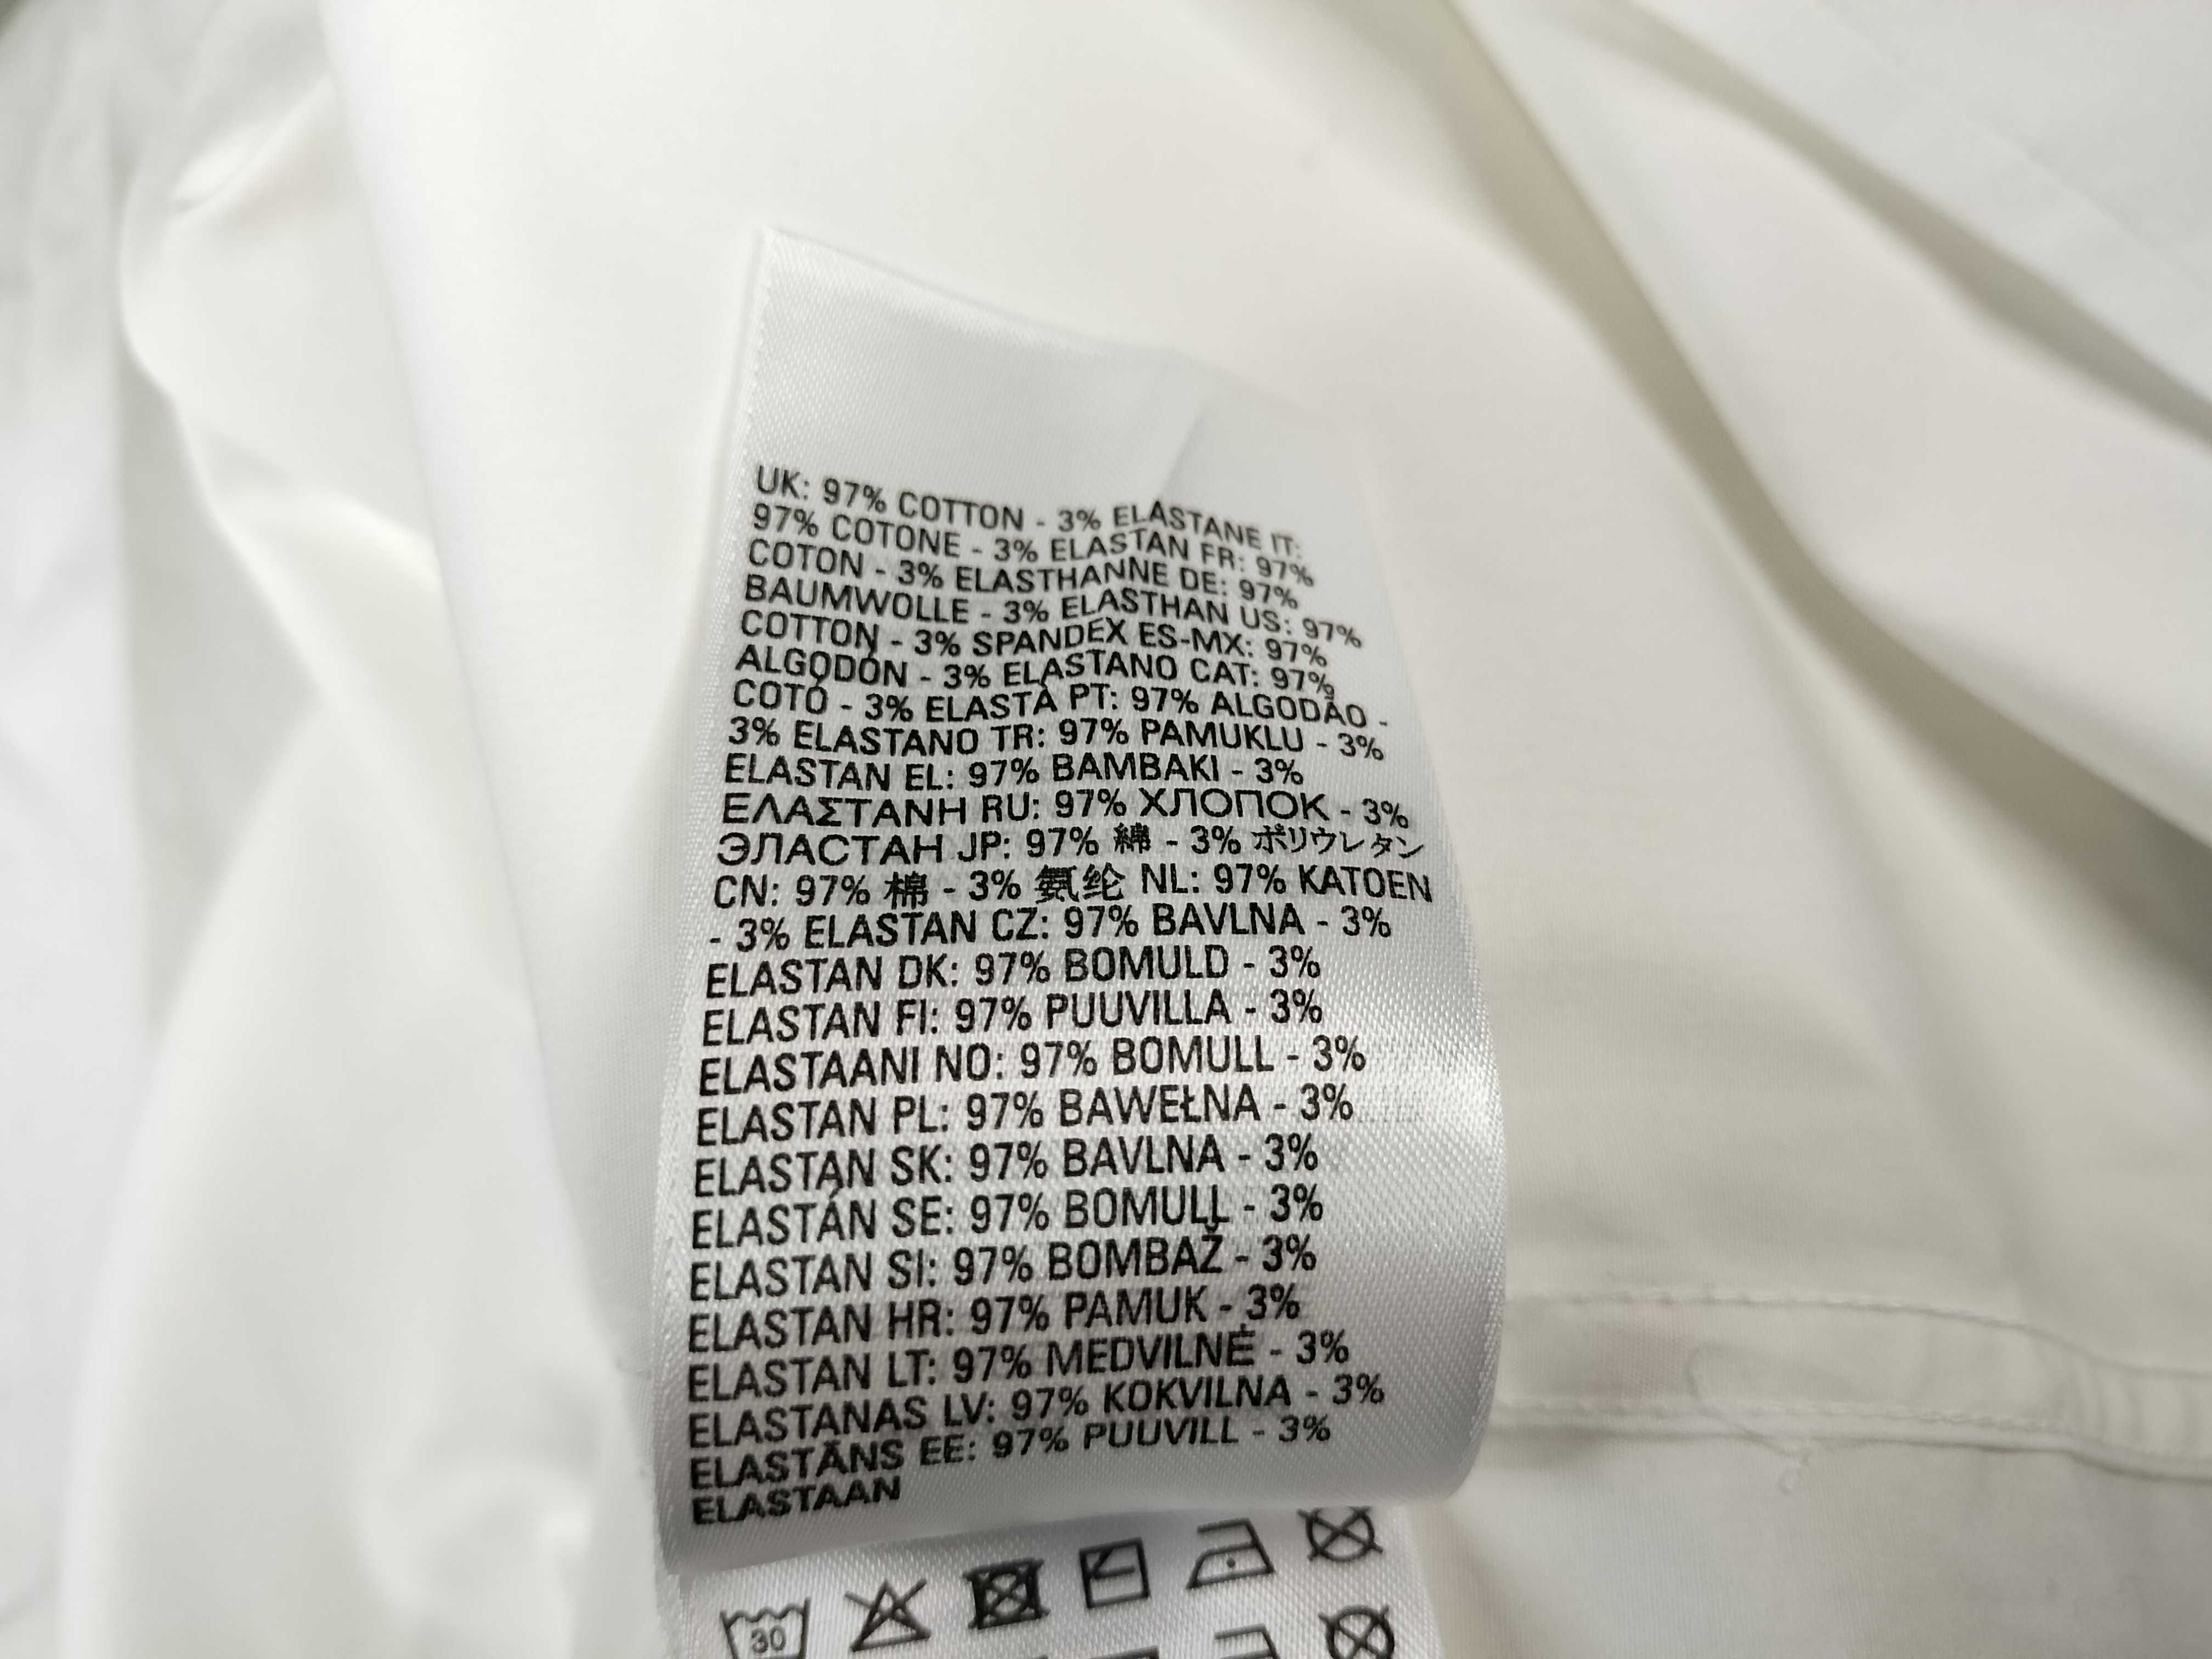 UK: 97% COTTON - 3% ELASTANE IT:
97% COTONE - 3% ELASTAN FR: 97%
COTON - 3% ELASTHANNE DE: 97%
BAUMWOLLE - 3% ELASTHAN US: 97%
COTTON - 3% SPANDEX ES-MX: 97%
ALGODÓN - 3% ELASTANO CAT: 97%
COTÓ - 3% ELASTÀ PT: 97% ALGODÃO -
3% ELASTANO TR: 97% PAMUKLU - 3%
ELASTAN EL: 97% BAMBAKI - 3%
ΕΛΑΣΤΑΝΗ RU: 97% ХЛОПОК - 3%
ЭЛАСТАН JP: 97% 綿 - 3% ポリウレタン
CN: 97% 棉 - 3% 氨纶 NL: 97% KATOEN
- 3% ELASTAN CZ: 97% BAVLNA - 3%
ELASTAN DK: 97% BOMULD - 3%
ELASTAN FI: 97% PUUVILLA - 3%
ELASTAANI NO: 97% BOMULL - 3%
ELASTAN PL: 97% BAWEŁNA - 3%
ELASTAN SK: 97% BAVLNA - 3%
ELASTÁN SE: 97% BOMULL - 3%
ELASTAN SI: 97% BOMBAŽ - 3%
ELASTAN HR: 97% PAMUK - 3%
ELASTAN LT: 97% MEDVILNĖ - 3%
ELASTANAS LV: 97% KOKVILNA - 3%
ELASTĀNS EE: 97% PUUVILL - 3%
ELASTAAN
30